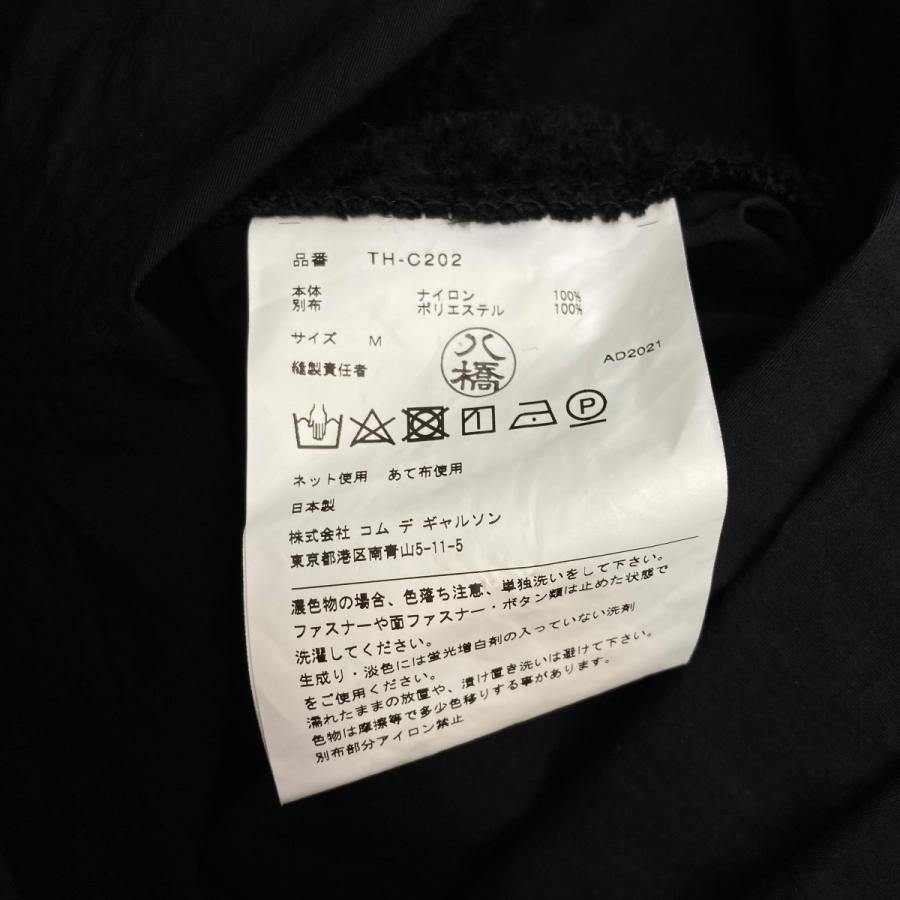 品番 TH-C202
本体 ナイロン 100%
別布 ポリエステル 100%
サイズ M
八橋
縫製責任者
AD2021
1
P
ネット使用 あて布使用
日本製
株式会社 コム デ ギャルソン
東京都港区南青山5-11-5
濃色物の場合、色落ち注意、単独洗いをして下さい。
ファスナーや面ファスナー・ボタン類は止めた状態で
洗濯してください。
生成り・淡色には蛍光増白剤の入っていない洗剤
をご使用ください。
濡れたままの放置や、漬け置き洗いは避けて下さい。
色物は摩擦等で多少色移りする事があります。
別布部分アイロン禁止